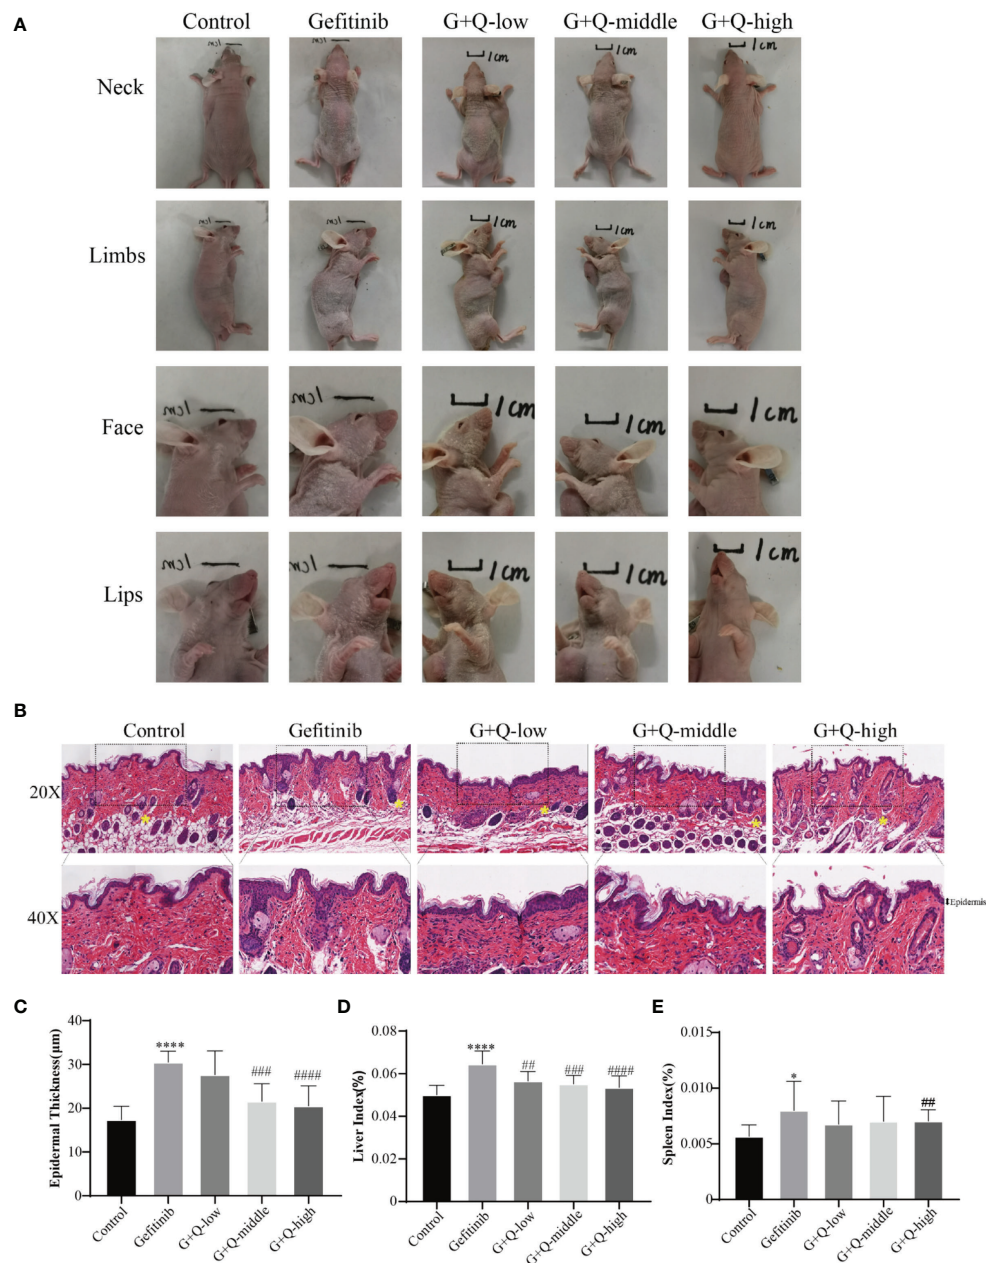 A
Control Gefitinib G+Q-low G+Q-middle G+Q-high
Neck
1cm 1cm 1cm 1cm 1cm
Limbs
1cm 1cm 1cm 1cm 1cm
Face
1cm 1cm 1cm 1cm 1cm
Lips
1cm 1cm 1cm 1cm 1cm
B
Control Gefitinib G+Q-low G+Q-middle G+Q-high
20X
40X
Epidermis
C
Epidermal Thickness(μm)
40
30
20
10
0
****
###
####
Control Gefitinib G+Q-low G+Q-middle G+Q-high
D
Liver Index(%)
0.08
0.06
0.04
0.02
0.00
****
##
###
####
Control Gefitinib G+Q-low G+Q-middle G+Q-high
E
Spleen Index(%)
0.015
0.010
0.005
0.000
*
##
Control Gefitinib G+Q-low G+Q-middle G+Q-high